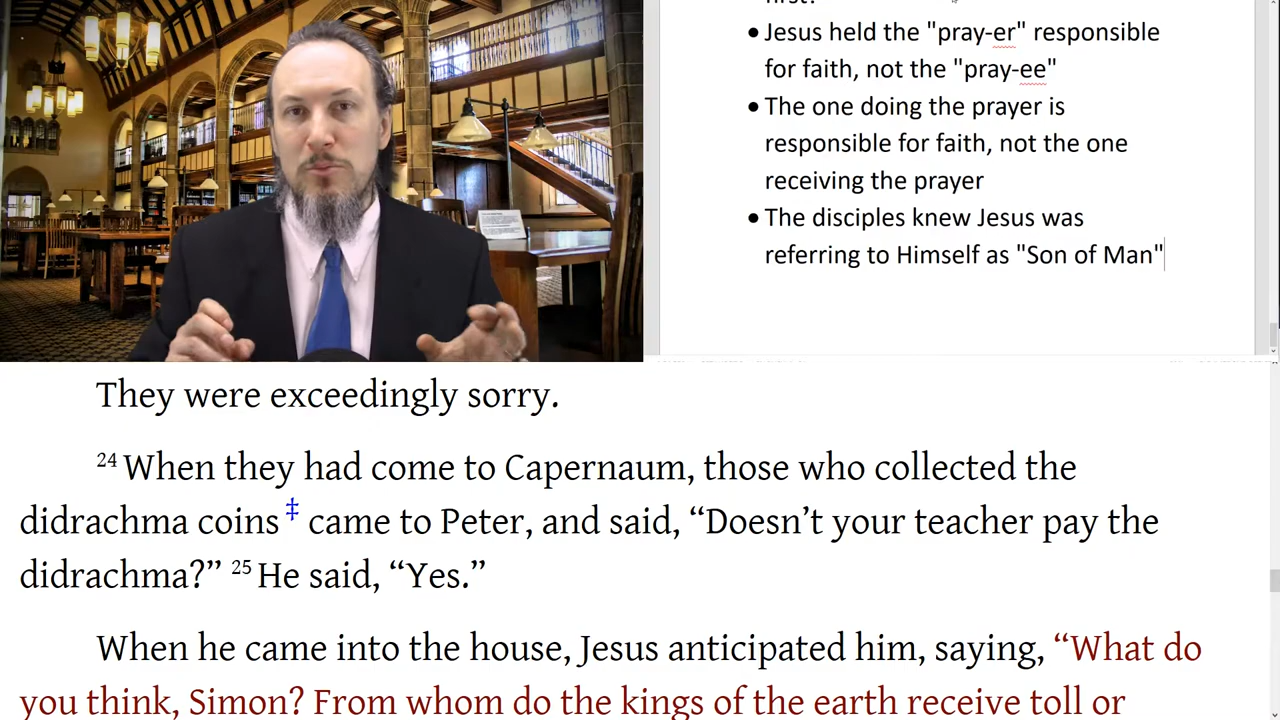 first?
• Jesus held the "pray-er" responsible
for faith, not the "pray-ee"
• The one doing the prayer is
responsible for faith, not the one
receiving the prayer
• The disciples knew Jesus was
referring to Himself as "Son of Man"
They were exceedingly sorry.
24 When they had come to Capernaum, those who collected the
didrachma coins ‡ came to Peter, and said, “Doesn’t your teacher pay the
didrachma?” 25 He said, “Yes.”
When he came into the house, Jesus anticipated him, saying, “What do
you think, Simon? From whom do the kings of the earth receive toll or